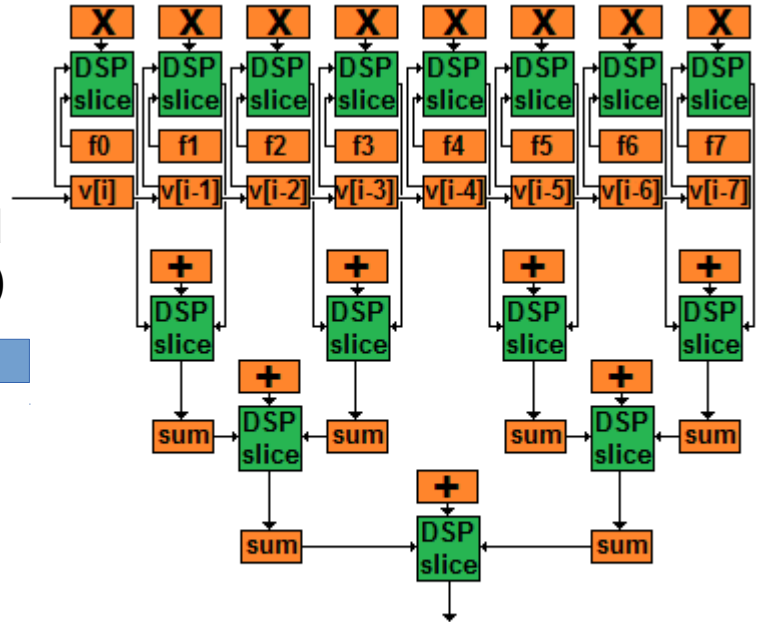 X X X X X X X X
DSP DSP DSP DSP DSP DSP DSP DSP
slice slice slice slice slice slice slice slice
f0 f1 f2 f3 f4 f5 f6 f7
v[i] v[i-1] v[i-2] v[i-3] v[i-4] v[i-5] v[i-6] v[i-7]
)
+ + + +
DSP DSP DSP DSP
slice slice slice slice
+ +
sum DSP sum sum DSP sum
slice slice
+
DSP
sum sum
slice